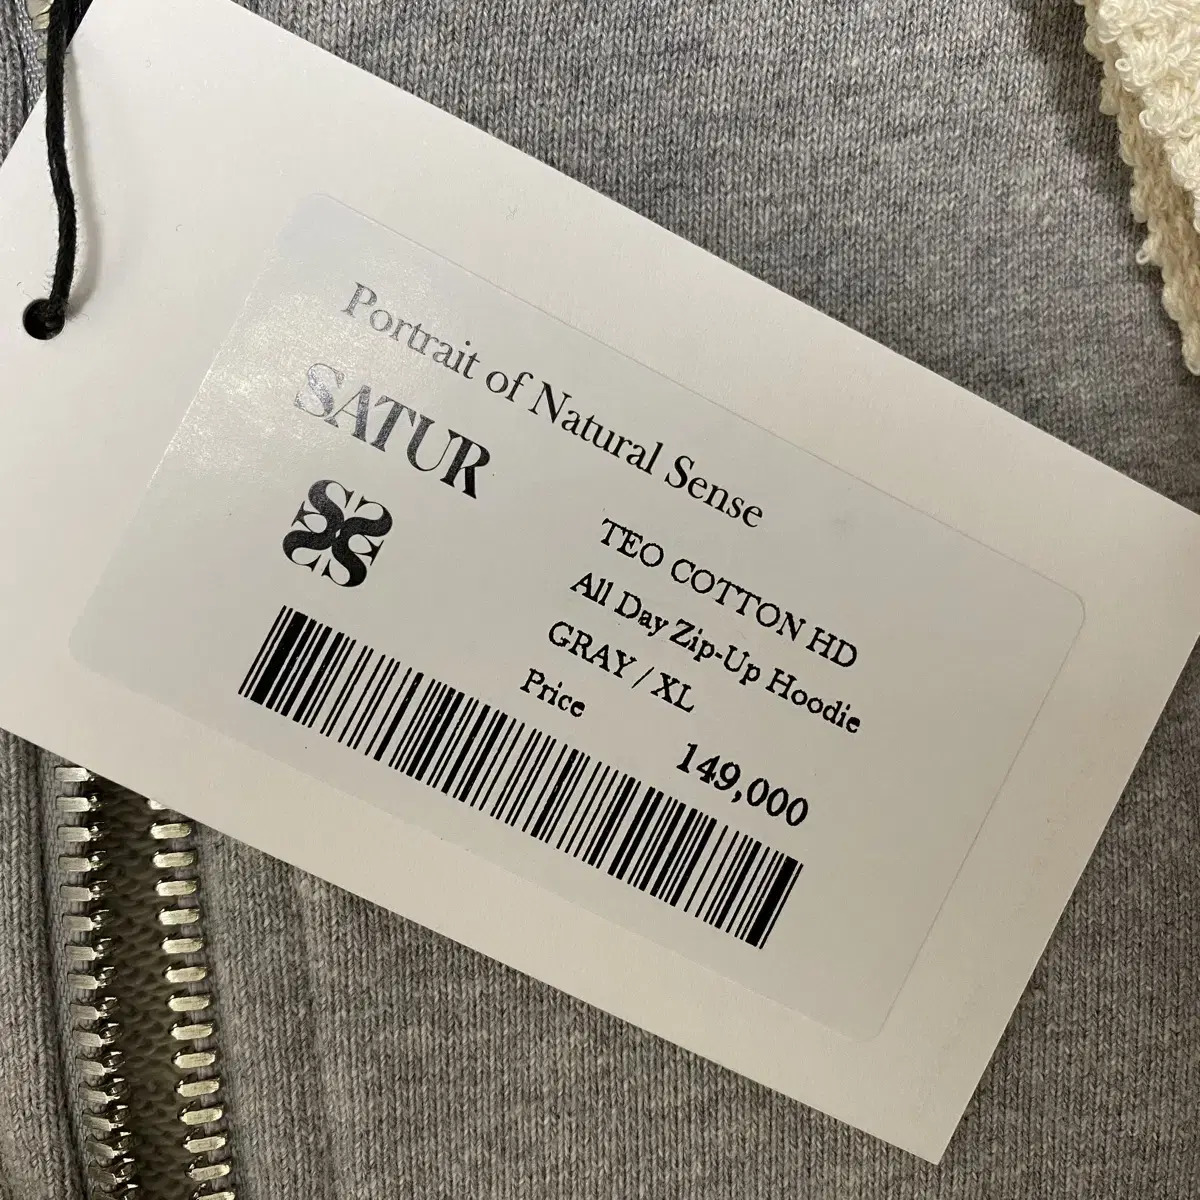 Portrait of Natural Sense
SATUR
TEO COTTON HD
All Day Zip-Up Hoodie
GRAY / XL
Price
149,000